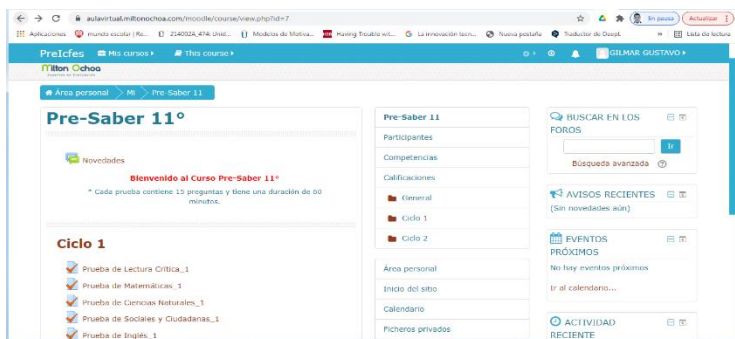 aulavirtual.miltonochoa.com/moodle/course/view.php?id=7
En pausa
Actualizar
Aplicaciones
mundo escolar | Re...
214002A_474: Unid...
Modelos de Motiva...
Having Trouble wit...
La innovación tecn...
Nueva pestaña
Traductor de DeepL
»
Lista de lectura
PreIcfes
Mis cursos
This course
GILMAR GUSTAVO
Milton Ochoa
Área personal
Mi
Pre-Saber 11
Pre-Saber 11°
Novedades
Bienvenido al Curso Pre-Saber 11°
* Cada prueba contiene 15 preguntas y tiene una duración de 60
minutos.
Ciclo 1
Prueba de Lectura Crítica_1
Prueba de Matemáticas_1
Prueba de Ciencias Naturales_1
Prueba de Sociales y Ciudadanas_1
Prueba de Inglés_1
Pre-Saber 11
Participantes
Competencias
Calificaciones
General
Ciclo 1
Ciclo 2
Área personal
Inicio del sitio
Calendario
Ficheros privados
BUSCAR EN LOS
FOROS
Ir
Búsqueda avanzada
AVISOS RECIENTES
(Sin novedades aún)
EVENTOS
PRÓXIMOS
No hay eventos próximos
Ir al calendario...
ACTIVIDAD
RECIENTE